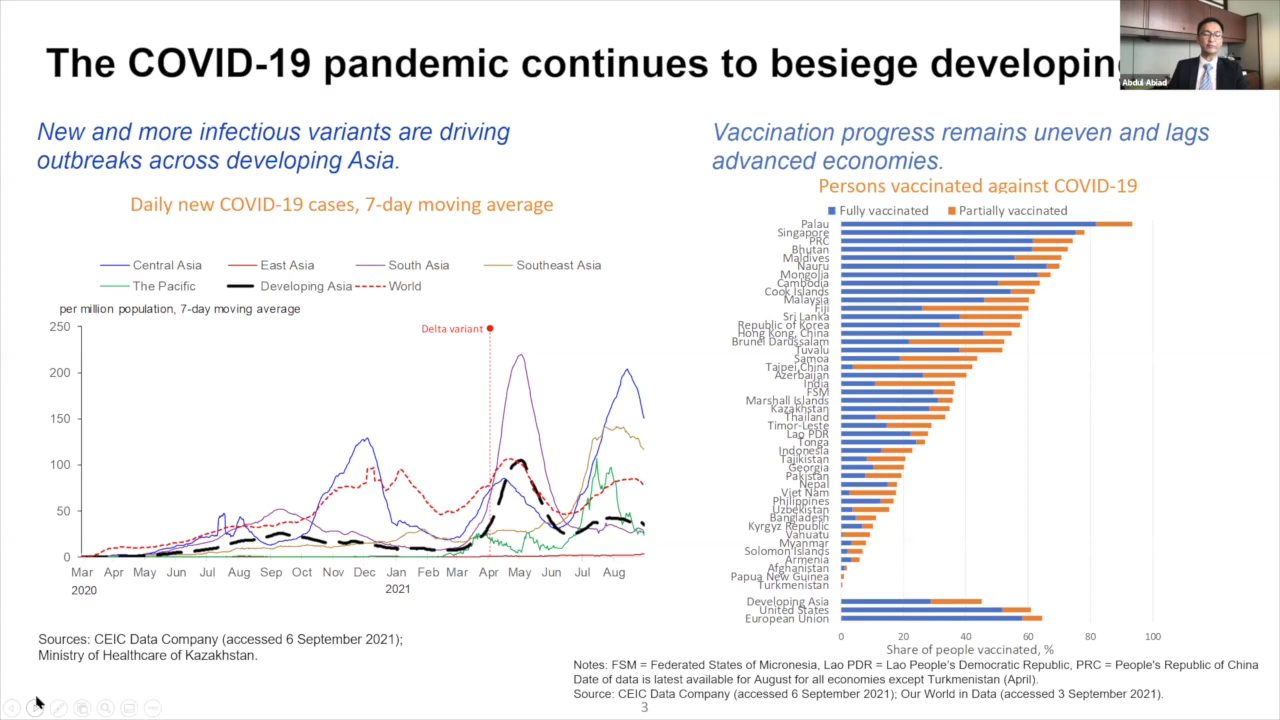 The COVID-19 pandemic continues to besiege developin
Abdul Abiad
New and more infectious variants are driving
outbreaks across developing Asia.
Daily new COVID-19 cases, 7-day moving average
Central Asia
East Asia
South Asia
Southeast Asia
The Pacific
Developing Asia
World
per million population, 7-day moving average
Delta variant
250
200
150
100
50
0
Mar Apr May Jun Jul Aug Sep Oct Nov Dec Jan Feb Mar Apr May Jun Jul Aug
2020 2021
Sources: CEIC Data Company (accessed 6 September 2021);
Ministry of Healthcare of Kazakhstan.
Vaccination progress remains uneven and lags
advanced economies.
Persons vaccinated against COVID-19
Fully vaccinated
Partially vaccinated
Palau
Singapore
PRC
Bhutan
Maldives
Nauru
Mongolia
Cambodia
Cook Islands
Malaysia
Fiji
Sri Lanka
Republic of Korea
Hong Kong, China
Brunei Darussalam
Tuvalu
Samoa
Taipei,China
Azerbaijan
India
FSM
Marshall Islands
Kazakhstan
Thailand
Timor-Leste
Lao PDR
Tonga
Indonesia
Tajikistan
Georgia
Pakistan
Nepal
Viet Nam
Philippines
Uzbekistan
Bangladesh
Kyrgyz Republic
Vanuatu
Myanmar
Solomon Islands
Armenia
Afghanistan
Papua New Guinea
Turkmenistan
Developing Asia
United States
European Union
0 20 40 60 80 100
Share of people vaccinated, %
Notes: FSM = Federated States of Micronesia, Lao PDR = Lao People's Democratic Republic, PRC = People's Republic of China
Date of data is latest available for August for all economies except Turkmenistan (April).
Source: CEIC Data Company (accessed 6 September 2021); Our World in Data (accessed 3 September 2021).
3